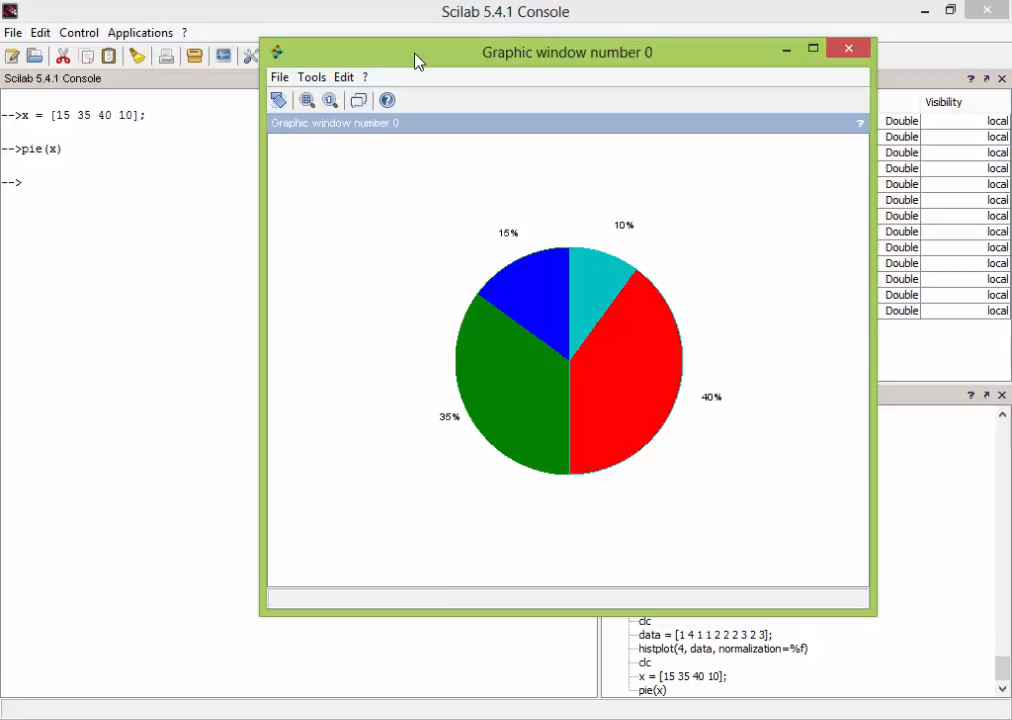 Scilab 5.4.1 Console
File Edit Control Applications ?
Scilab 5.4.1 Console
-->x = [15 35 40 10];
-->pie(x)
-->
Graphic window number 0
File Tools Edit ?
Graphic window number 0
?
15%
10%
35%
40%
? 
Visibility
Double local
Double local
Double local
Double local
Double local
Double local
Double local
Double local
Double local
Double local
Double local
Double local
Double local
?
clc
data = [1 4 1 1 2 2 2 3 2 3];
histplot(4, data, normalization=%f)
clc
x = [15 35 40 10];
pie(x)